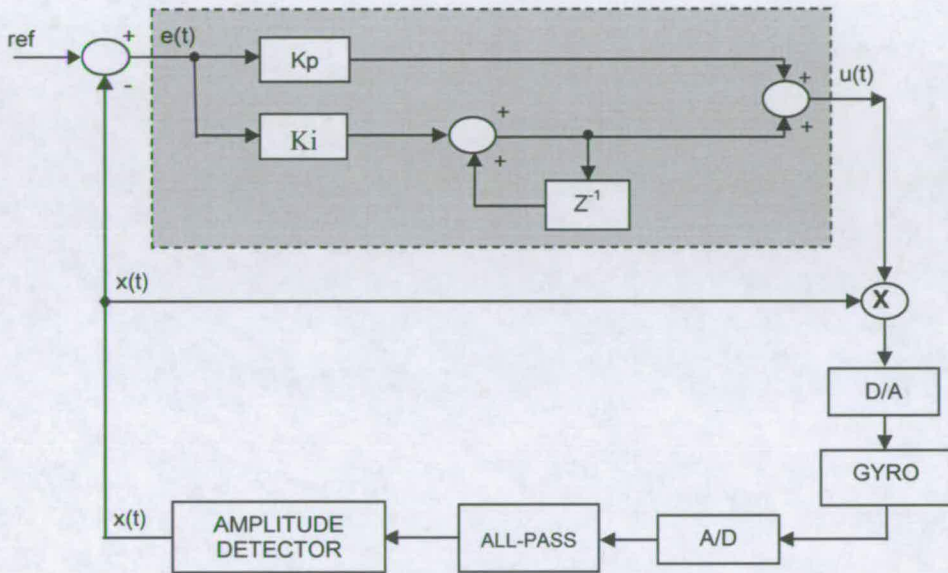 ref
+
-
e(t)
Kp
Ki
+
+
Z⁻¹
+
+
u(t)
x(t)
X
D/A
GYRO
A/D
ALL-PASS
AMPLITUDE
DETECTOR
x(t)